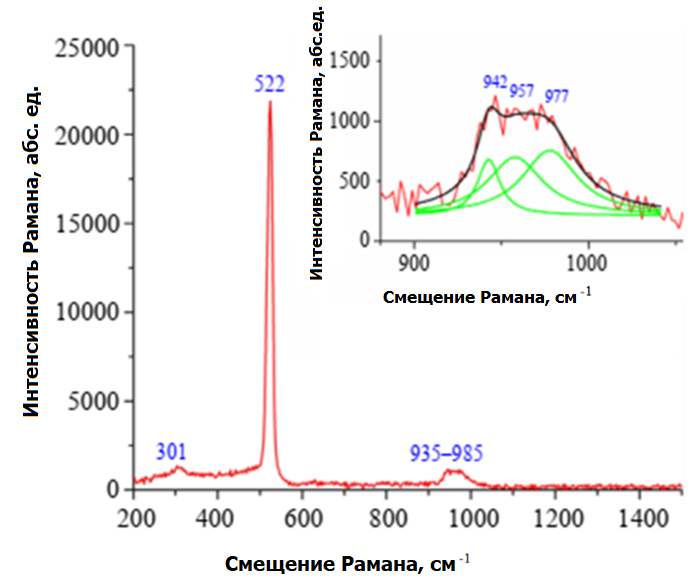 Интенсивность Рамана, абс. ед.
25000
20000
15000
10000
5000
0
522
301
935–985
200 400 600 800 1000 1200 1400
Смещение Рамана, см -1
Интенсивность Рамана, абс.ед.
1500
1000
500
0
942 957 977
900 1000
Смещение Рамана, см -1